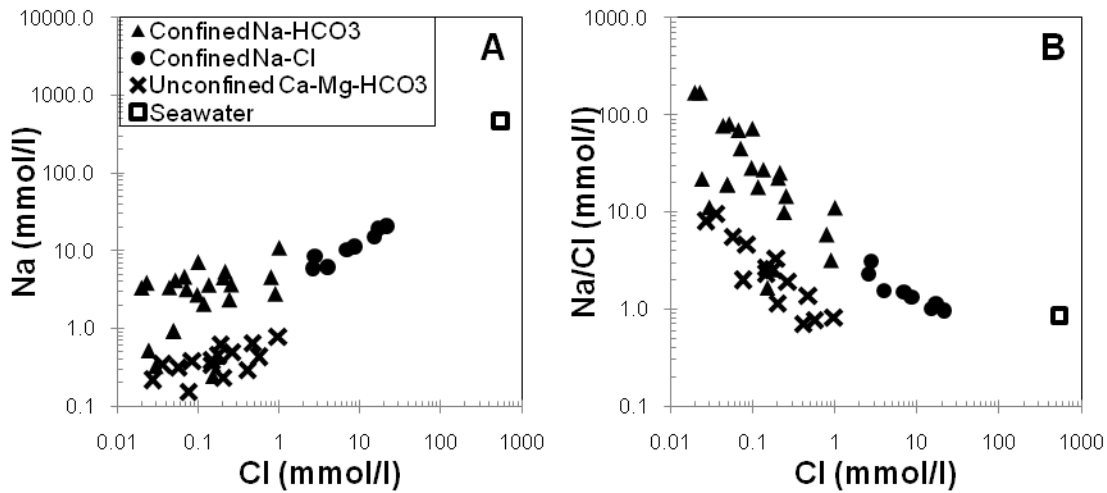 10000.0
1000.0
100.0
10.0
1.0
0.1
Na (mmol/l)
ConfinedNa-HCO3
ConfinedNa-Cl
Unconfined Ca-Mg-HCO3
Seawater
A
0.01 0.1 1 10 100 1000
Cl (mmol/l)
1000.0
100.0
10.0
1.0
0.1
Na/Cl (mmol/l)
B
0.01 0.1 1 10 100 1000
Cl (mmol/l)